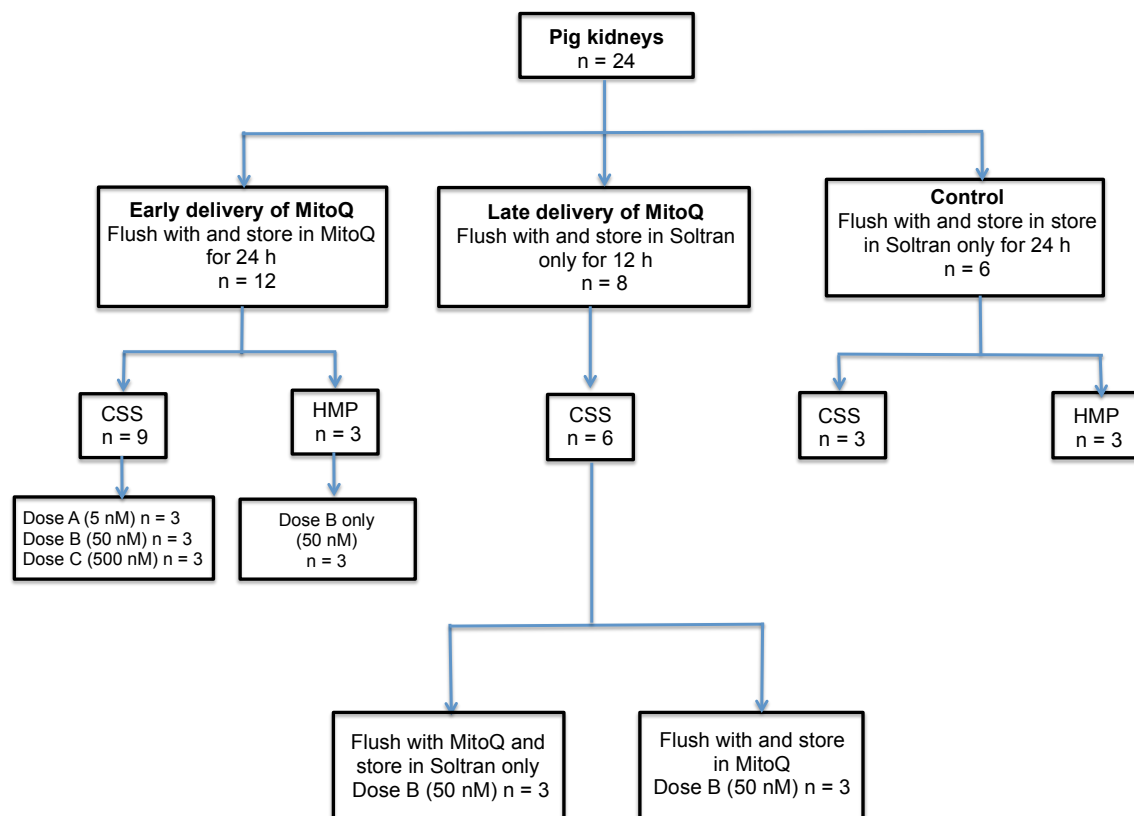 Pig kidneys
n = 24
Early delivery of MitoQ
Flush with and store in MitoQ
for 24 h
n = 12
Late delivery of MitoQ
Flush with and store in Soltran
only for 12 h
n = 8
Control
Flush with and store in store
in Soltran only for 24 h
n = 6
CSS
n = 9
HMP
n = 3
CSS
n = 6
CSS
n = 3
HMP
n = 3
Dose A (5 nM) n = 3
Dose B (50 nM) n = 3
Dose C (500 nM) n = 3
Dose B only
(50 nM)
n = 3
Flush with MitoQ and
store in Soltran only
Dose B (50 nM) n = 3
Flush with and store
in MitoQ
Dose B (50 nM) n = 3